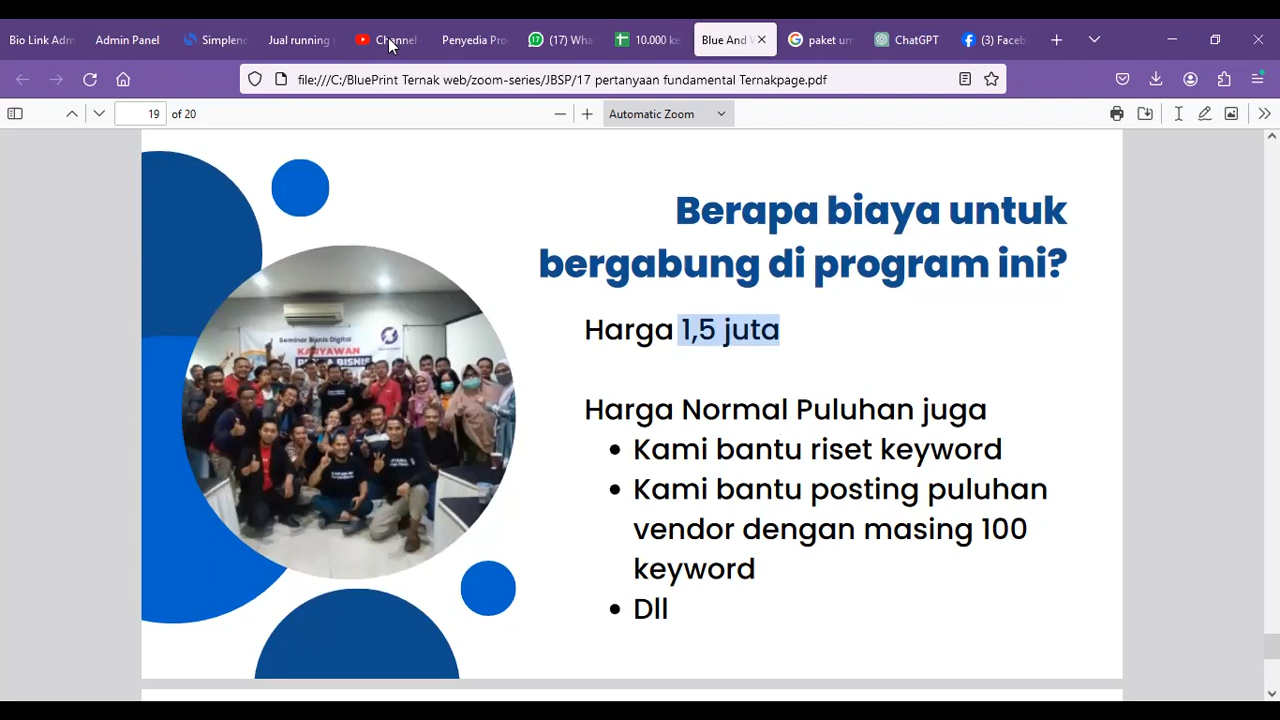 Bio Link Adm
Admin Panel
Simpleng
Jual running
Channel
Penyedia Pro
(17) Wha
10.000 ke
Blue And W
paket um
ChatGPT
(3) Faceb
file:///C:/BluePrint Ternak web/zoom-series/JBSP/17 pertanyaan fundamental Ternakpage.pdf
19 of 20
Automatic Zoom
Berapa biaya untuk
bergabung di program ini?
Harga 1,5 juta
Harga Normal Puluhan juga
Kami bantu riset keyword
Kami bantu posting puluhan
vendor dengan masing 100
keyword
Dll
Seminar Bisnis Digital
KARYAWAN